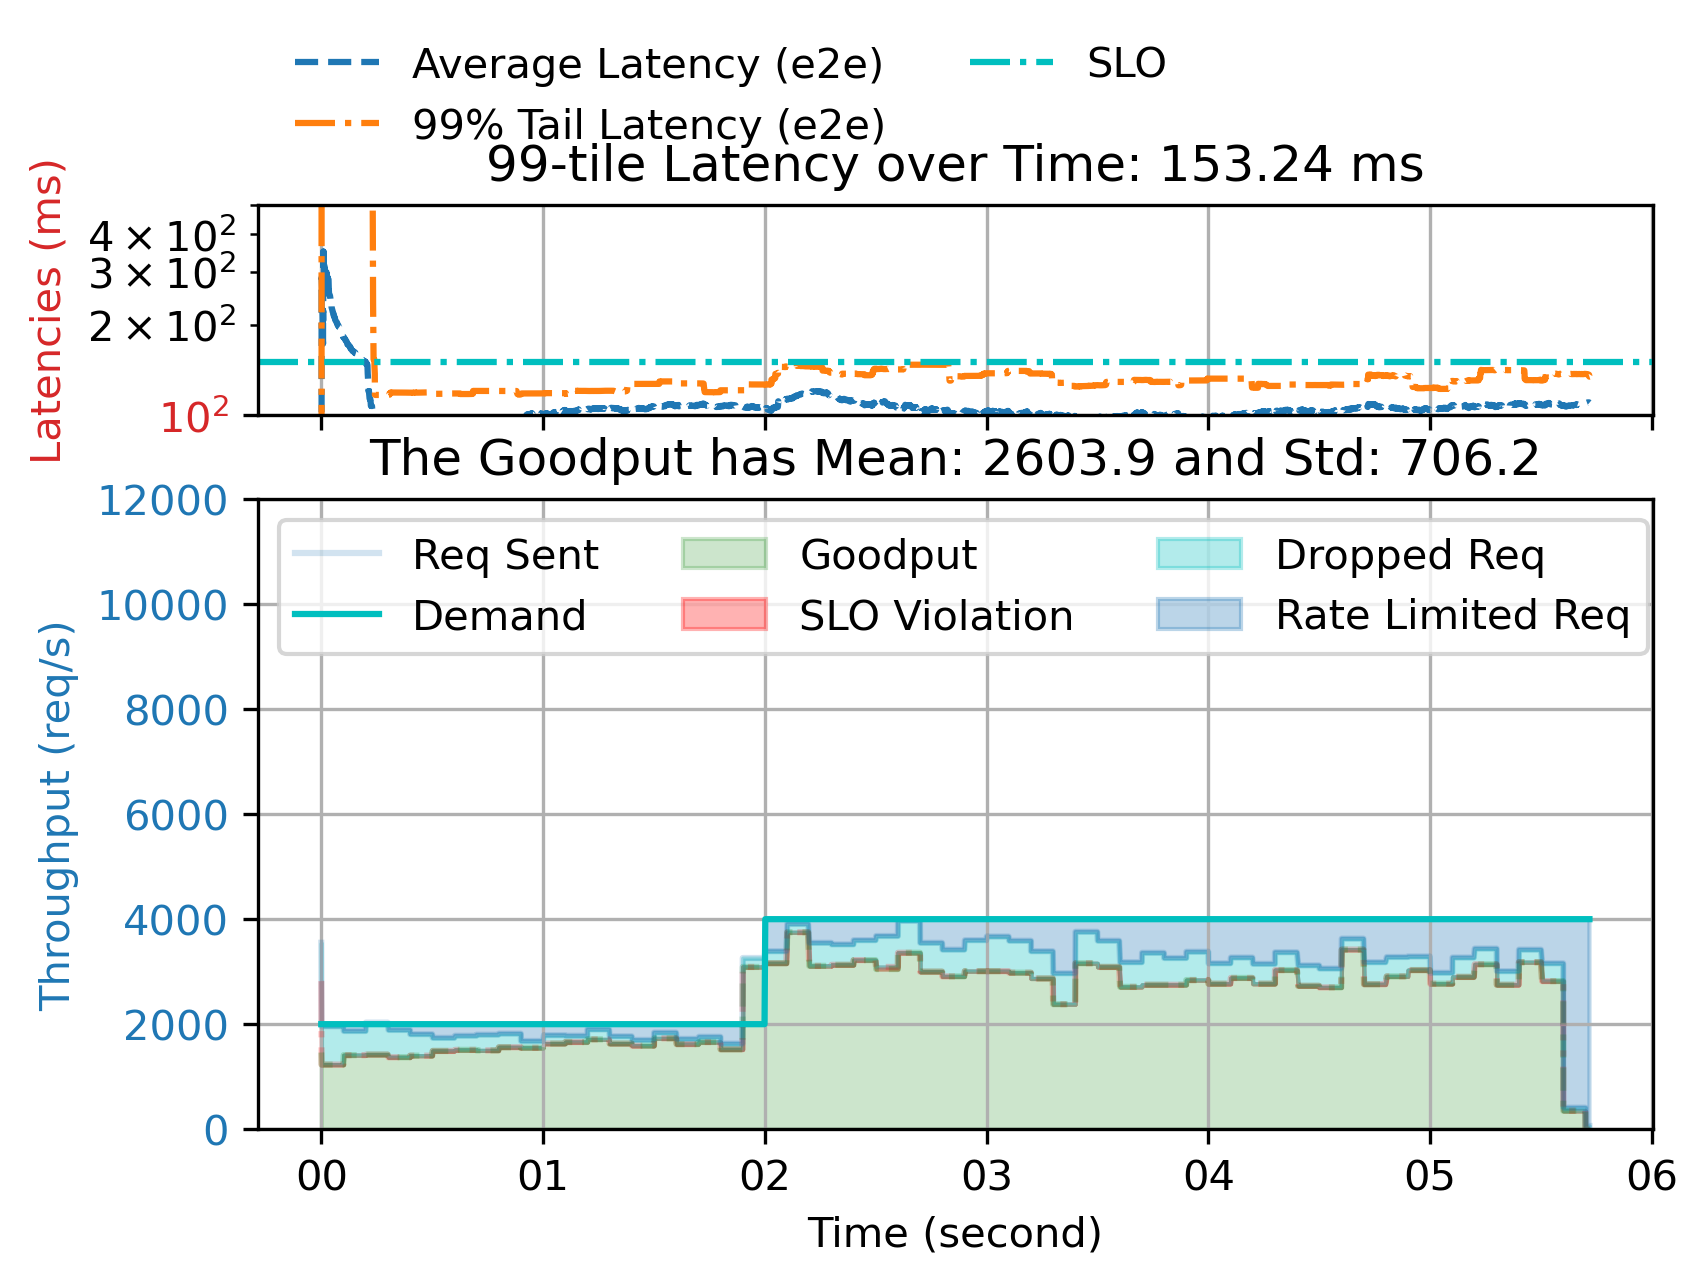 Average Latency (e2e)
SLO
99% Tail Latency (e2e)
99-tile Latency over Time: 153.24 ms
Latencies (ms)
4 × 10²
3 × 10²
2 × 10²
10²
The Goodput has Mean: 2603.9 and Std: 706.2
Throughput (req/s)
12000
10000
8000
6000
4000
2000
0
Req Sent
Goodput
Dropped Req
Demand
SLO Violation
Rate Limited Req
00 01 02 03 04 05 06
Time (second)